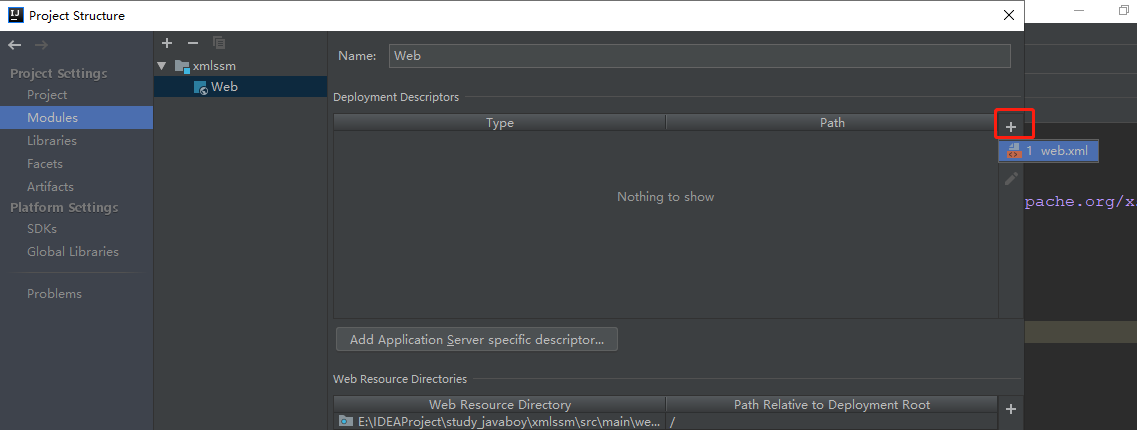 Project Structure
Project Settings
Project
Modules
Libraries
Facets
Artifacts
Platform Settings
SDKs
Global Libraries
Problems
xmlssm
Web
Name: Web
Deployment Descriptors
Type Path
1 web.xml
Nothing to show
Add Application Server specific descriptor...
Web Resource Directories
Web Resource Directory Path Relative to Deployment Root
E:\IDEAProject\study_javaboy\xmlssm\src\main\we... /
pache.org/x